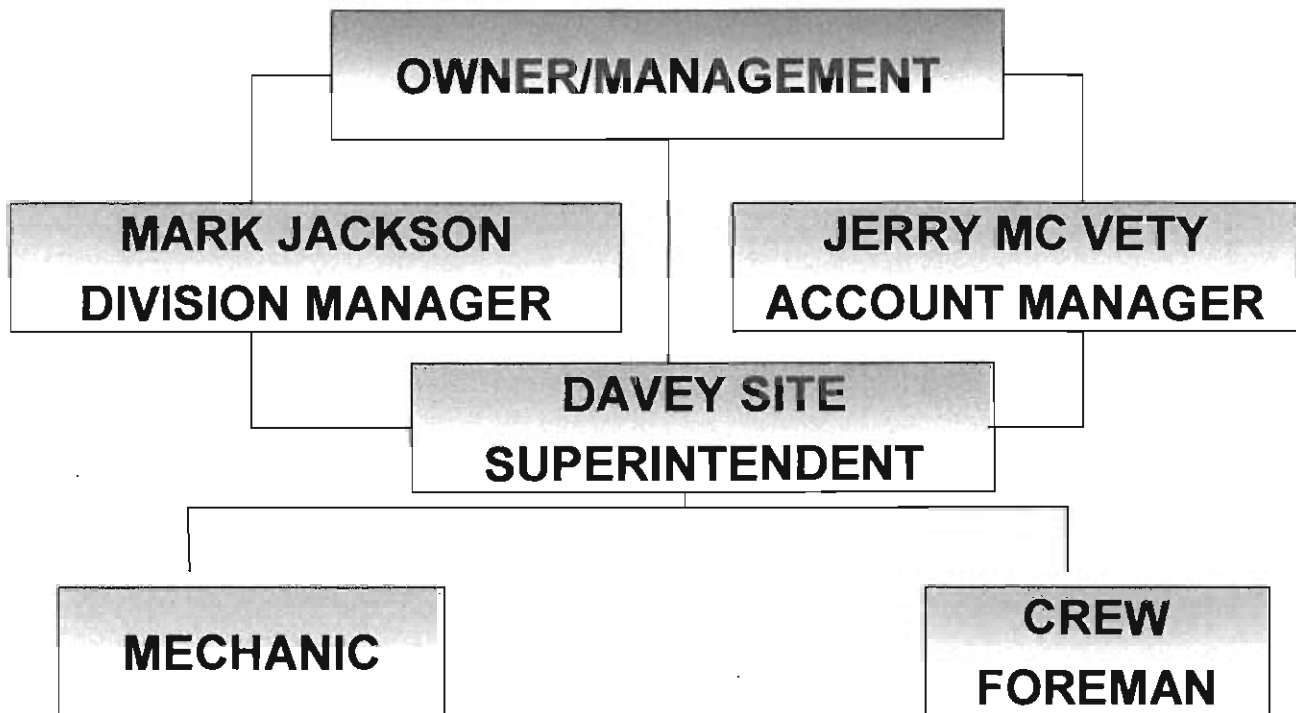 OWNER/MANAGEMENT
MARK JACKSON
DIVISION MANAGER
JERRY MC VETY
ACCOUNT MANAGER
DAVEY SITE
SUPERINTENDENT
MECHANIC
CREW
FOREMAN